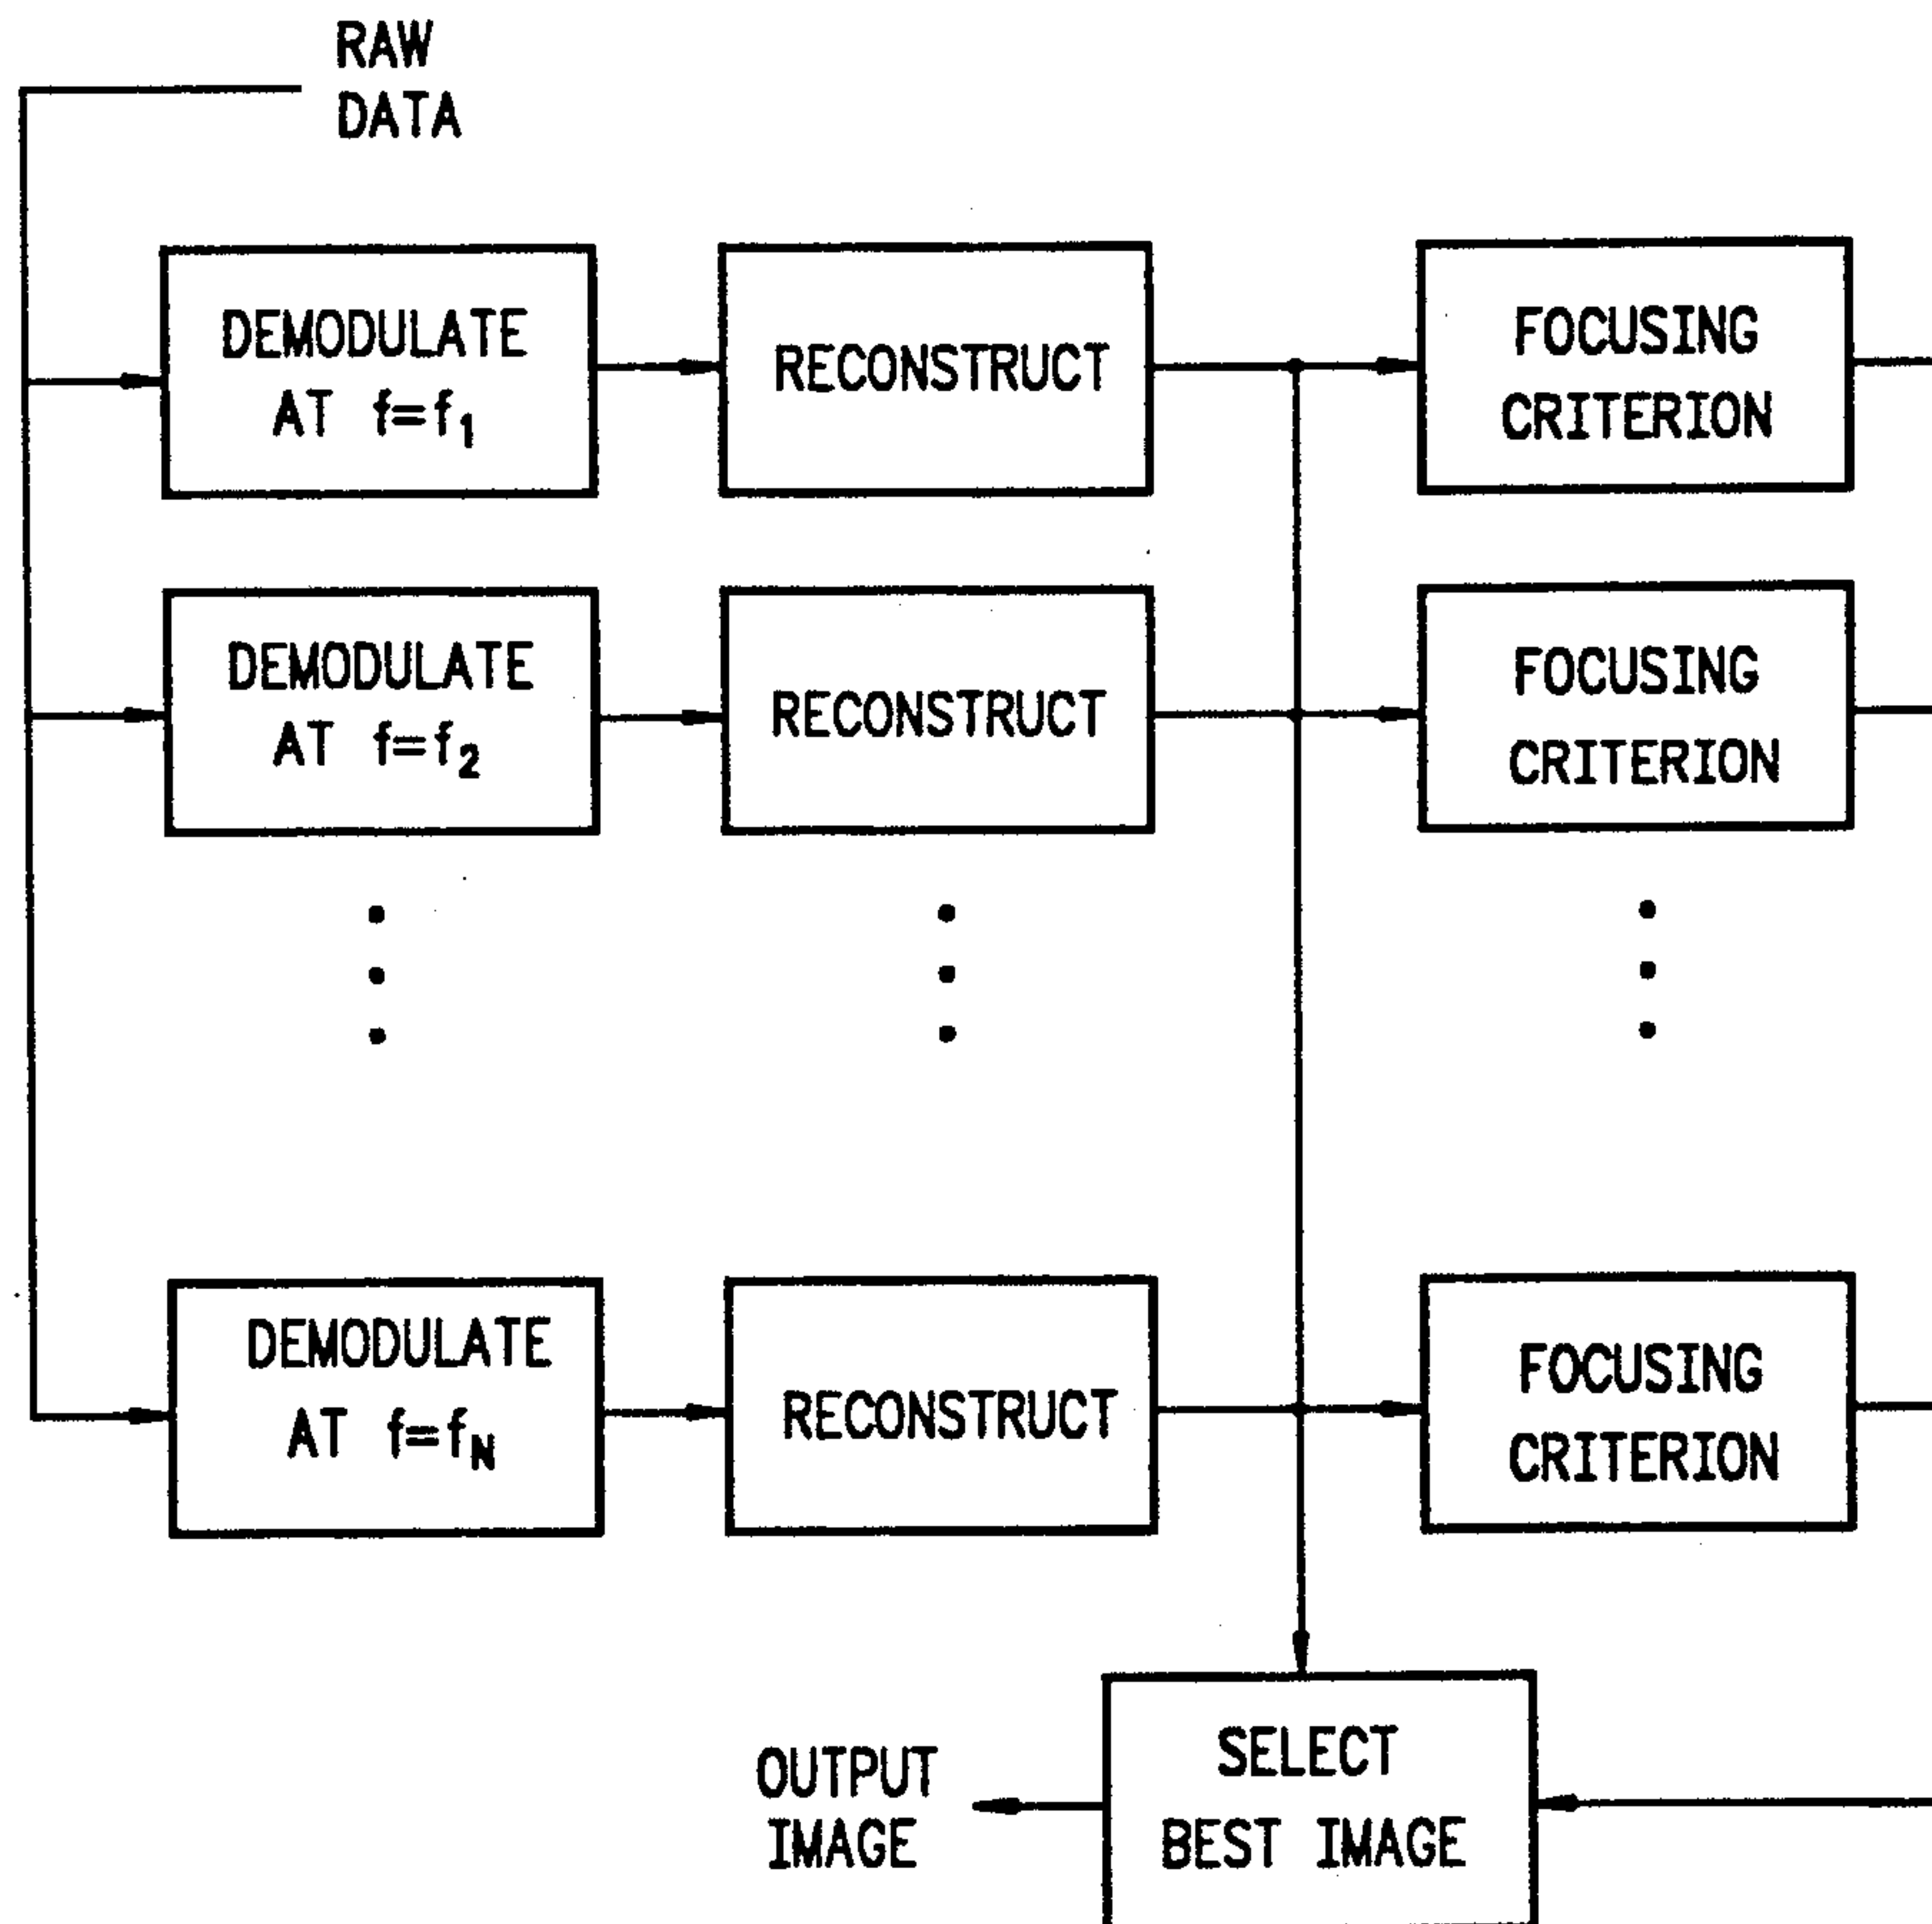 RAW
DATA
DEMODULATE
AT f=f₁
RECONSTRUCT
FOCUSING
CRITERION
DEMODULATE
AT f=f₂
RECONSTRUCT
FOCUSING
CRITERION
DEMODULATE
AT f=f_N
RECONSTRUCT
FOCUSING
CRITERION
OUTPUT
IMAGE
SELECT
BEST IMAGE